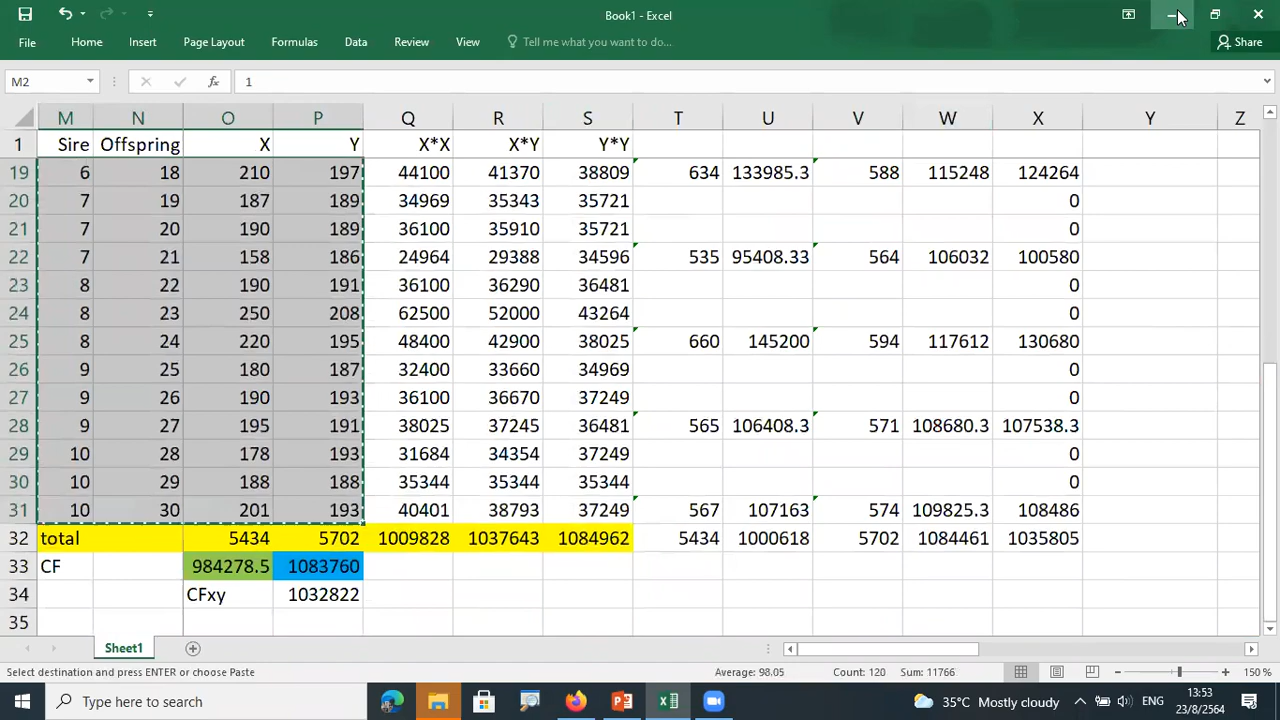 Book1 - Excel
File Home Insert Page Layout Formulas Data Review View Tell me what you want to do... Share
M2 fx 1
M N O P Q R S T U V W X Y Z
1 Sire Offspring X Y X*X X*Y Y*Y
19 6 18 210 197 44100 41370 38809 634 133985.3 588 115248 124264
20 7 19 187 189 34969 35343 35721 0
21 7 20 190 189 36100 35910 35721 0
22 7 21 158 186 24964 29388 34596 535 95408.33 564 106032 100580
23 8 22 190 191 36100 36290 36481 0
24 8 23 250 208 62500 52000 43264 0
25 8 24 220 195 48400 42900 38025 660 145200 594 117612 130680
26 9 25 180 187 32400 33660 34969 0
27 9 26 190 193 36100 36670 37249 0
28 9 27 195 191 38025 37245 36481 565 106408.3 571 108680.3 107538.3
29 10 28 178 193 31684 34354 37249 0
30 10 29 188 188 35344 35344 35344 0
31 10 30 201 193 40401 38793 37249 567 107163 574 109825.3 108486
32 total 5434 5702 1009828 1037643 1084962 5434 1000618 5702 1084461 1035805
33 CF 984278.5 1083760
34 CFxy 1032822
35
Sheet1
Select destination and press ENTER or choose Paste Average: 98.05 Count: 120 Sum: 11766 150 %
Type here to search 35°C Mostly cloudy ENG 13:53
23/8/2564